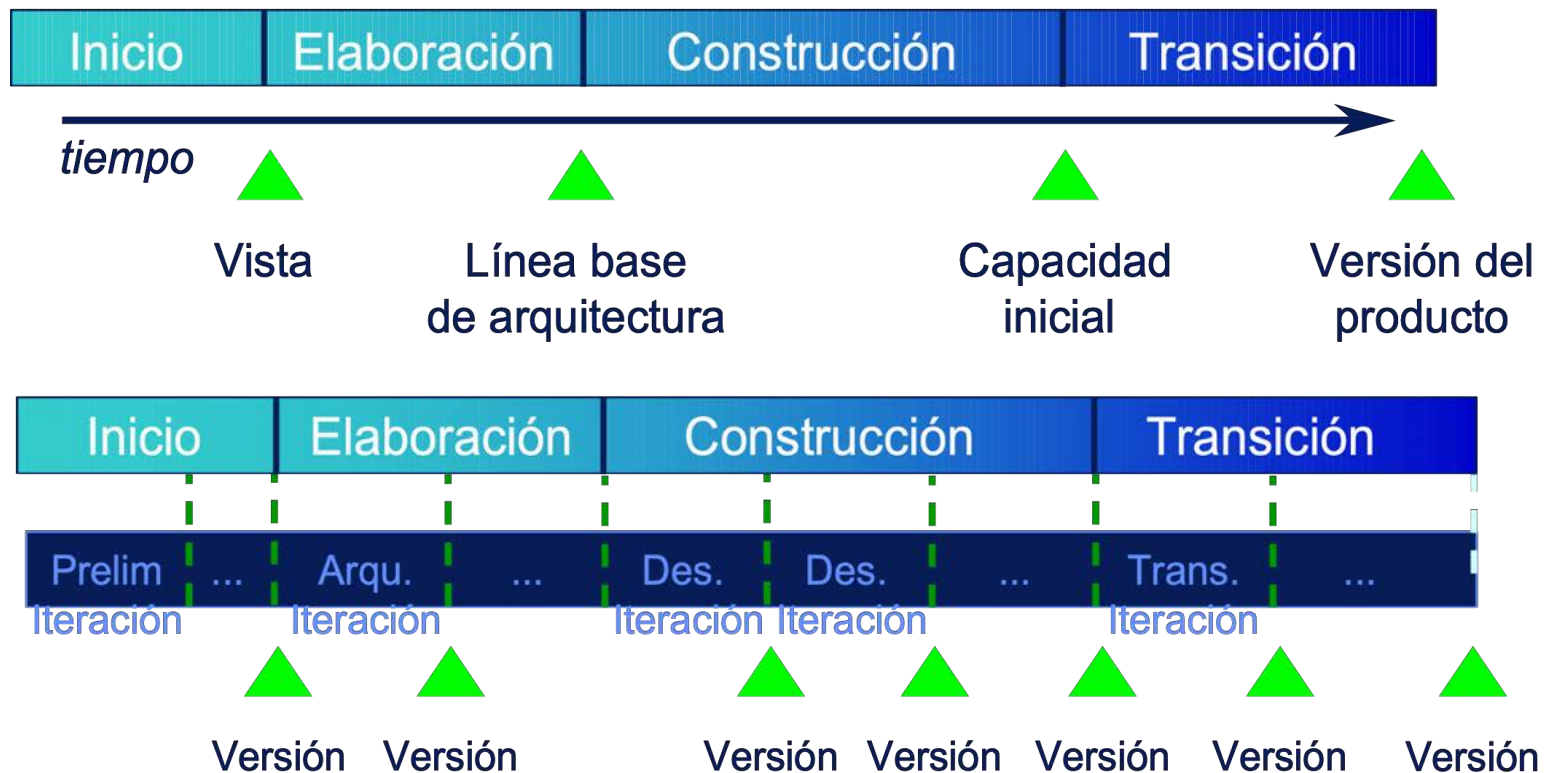 Inicio Elaboración Construcción Transición
tiempo
Vista Línea base Capacidad Versión del
de arquitectura inicial producto
Inicio Elaboración Construcción Transición
Prelim ... Arqu. ... Des. Des. ... Trans. ...
Iteración Iteración Iteración Iteración Iteración
Versión Versión Versión Versión Versión Versión Versión